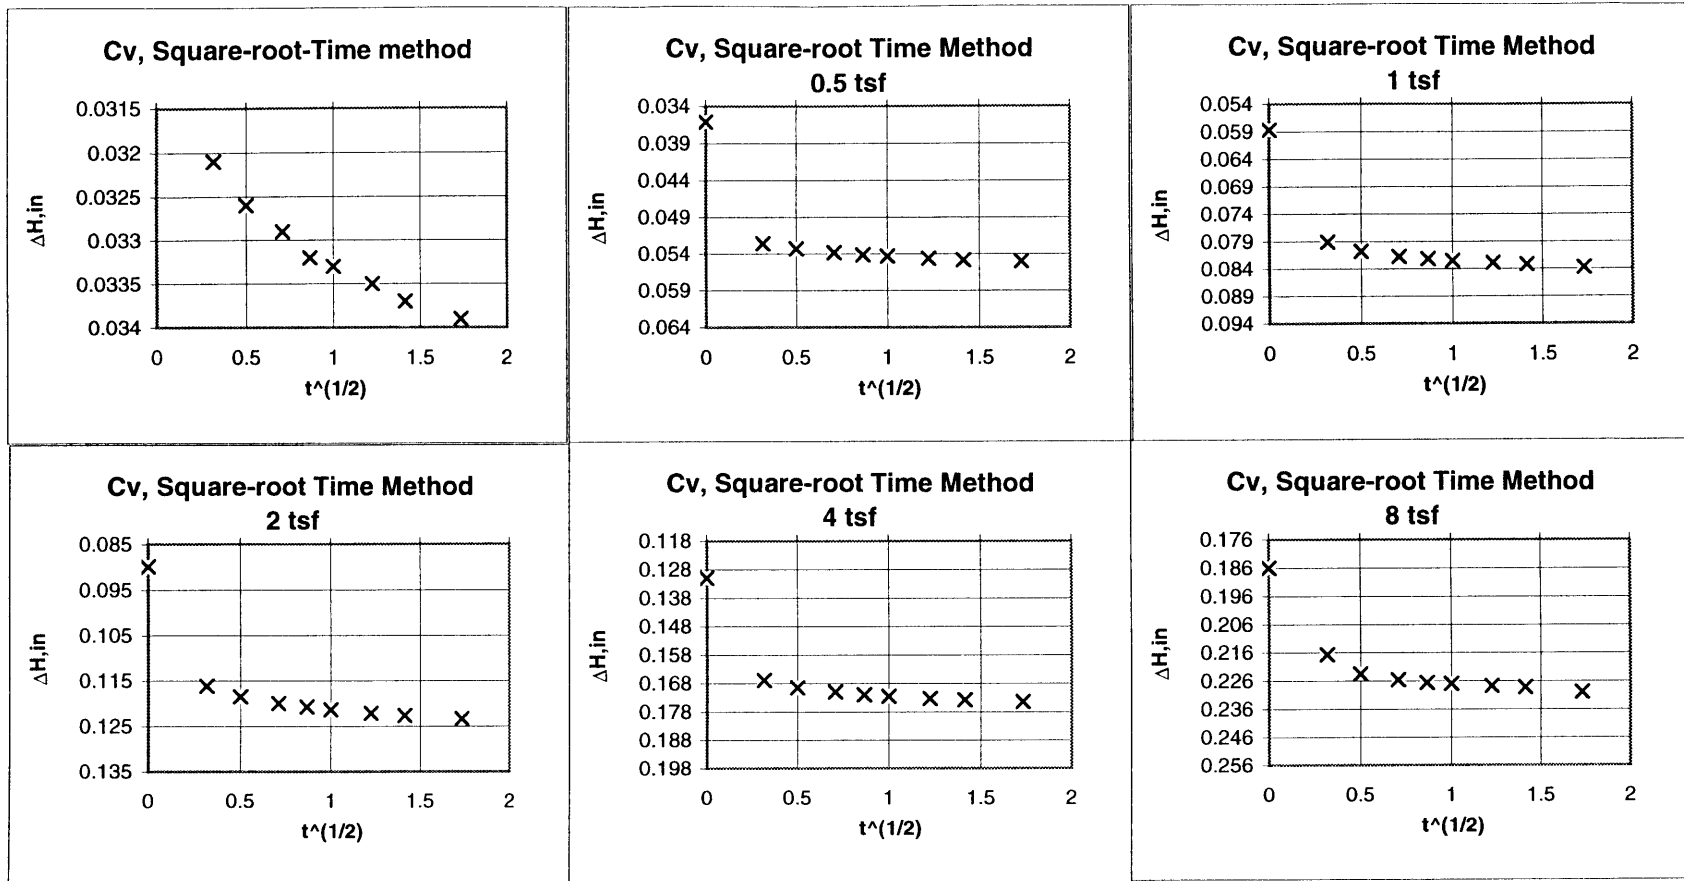 Cv, Square-root-Time method
0.0315
0.032
0.0325
0.033
0.0335
0.034
ΔH,in
0 0.5 1 1.5 2
t^(1/2)
Cv, Square-root Time Method
0.5 tsf
0.034
0.039
0.044
0.049
0.054
0.059
0.064
ΔH,in
0 0.5 1 1.5 2
t^(1/2)
Cv, Square-root Time Method
1 tsf
0.054
0.059
0.064
0.069
0.074
0.079
0.084
0.089
0.094
ΔH,in
0 0.5 1 1.5 2
t^(1/2)
Cv, Square-root Time Method
2 tsf
0.085
0.095
0.105
0.115
0.125
0.135
ΔH,in
0 0.5 1 1.5 2
t^(1/2)
Cv, Square-root Time Method
4 tsf
0.118
0.128
0.138
0.148
0.158
0.168
0.178
0.188
0.198
ΔH,in
0 0.5 1 1.5 2
t^(1/2)
Cv, Square-root Time Method
8 tsf
0.176
0.186
0.196
0.206
0.216
0.226
0.236
0.246
0.256
ΔH,in
0 0.5 1 1.5 2
t^(1/2)